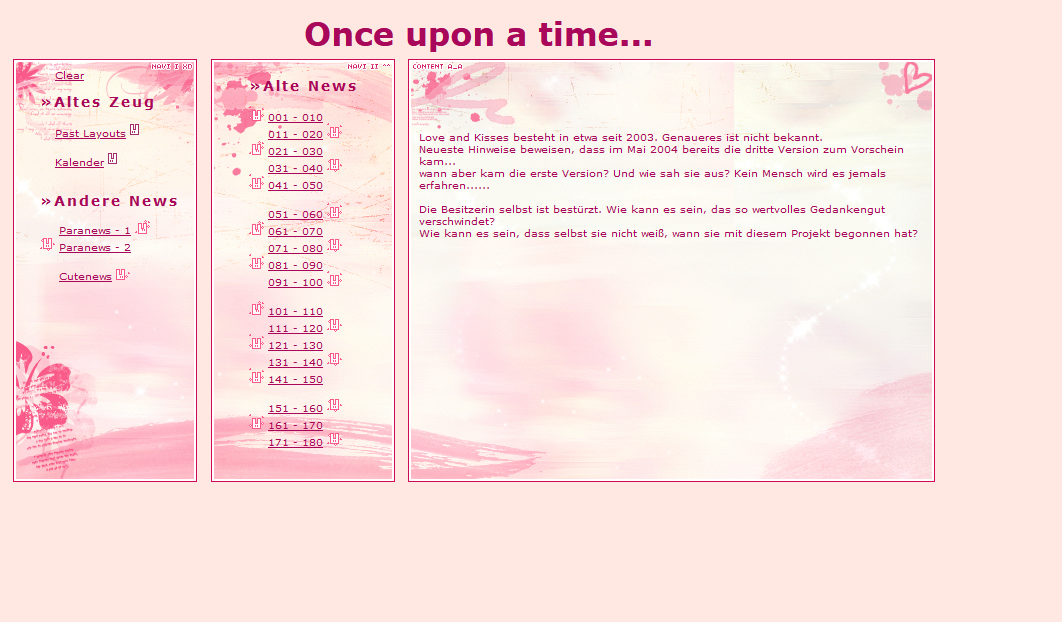 Once upon a time...
NAVI I XD
Clear
»Altes Zeug
Past Layouts
Kalender
»Andere News
Paranews - 1
Paranews - 2
Cutenews
NAVI II ^^
»Alte News
001 - 010
011 - 020
021 - 030
031 - 040
041 - 050
051 - 060
061 - 070
071 - 080
081 - 090
091 - 100
101 - 110
111 - 120
121 - 130
131 - 140
141 - 150
151 - 160
161 - 170
171 - 180
CONTENT A_A
Love and Kisses besteht in etwa seit 2003. Genaueres ist nicht bekannt.
Neueste Hinweise beweisen, dass im Mai 2004 bereits die dritte Version zum Vorschein
kam...
wann aber kam die erste Version? Und wie sah sie aus? Kein Mensch wird es jemals
erfahren......
Die Besitzerin selbst ist bestürzt. Wie kann es sein, das so wertvolles Gedankengut
verschwindet?
Wie kann es sein, dass selbst sie nicht weiß, wann sie mit diesem Projekt begonnen hat?